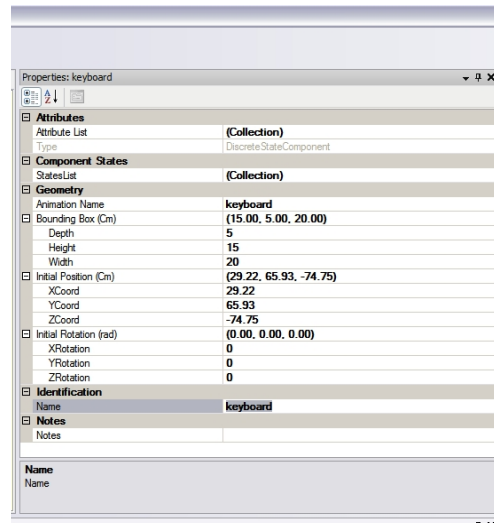 Properties: keyboard
Attributes
Attribute List (Collection)
Type DiscreteStateComponent
Component States
StatesList (Collection)
Geometry
Animation Name keyboard
Bounding Box (Cm) (15.00, 5.00, 20.00)
Depth 5
Height 15
Width 20
Initial Position (Cm) (29.22, 65.93, -74.75)
XCoord 29.22
YCoord 65.93
ZCoord -74.75
Initial Rotation (rad) (0.00, 0.00, 0.00)
XRotation 0
YRotation 0
ZRotation 0
Identification
Name keyboard
Notes
Notes
Name
Name